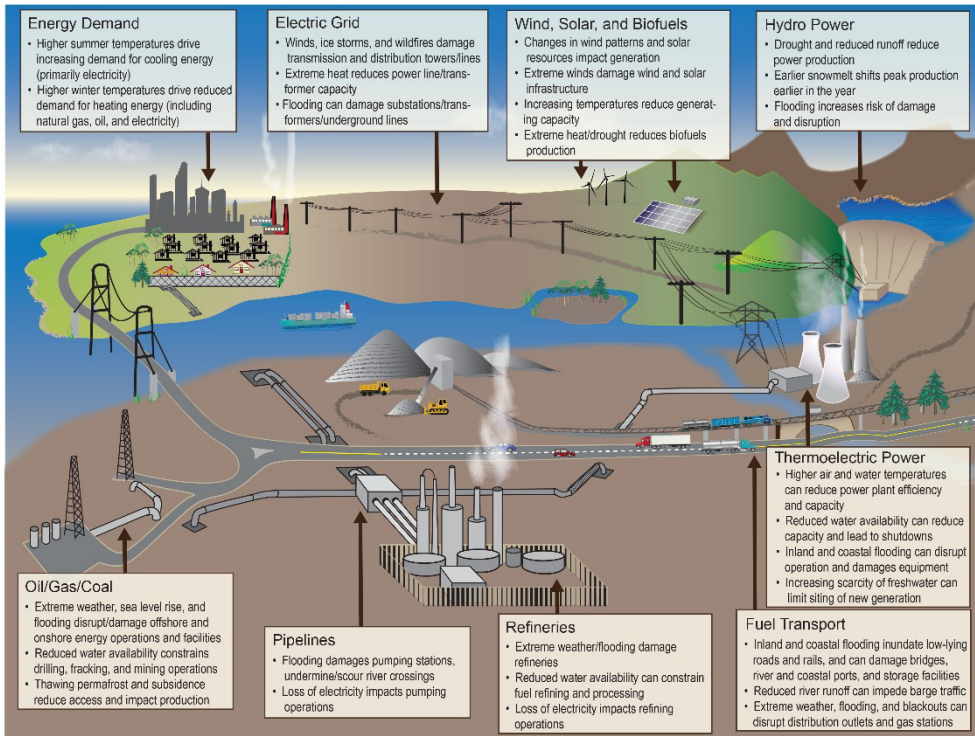 Energy Demand
• Higher summer temperatures drive
increasing demand for cooling energy
(primarily electricity)
• Higher winter temperatures drive reduced
demand for heating energy (including
natural gas, oil, and electricity)
Electric Grid
• Winds, ice storms, and wildfires damage
transmission and distribution towers/lines
• Extreme heat reduces power line/trans-
former capacity
• Flooding can damage substations/trans-
formers/underground lines
Wind, Solar, and Biofuels
• Changes in wind patterns and solar
resources impact generation
• Extreme winds damage wind and solar
infrastructure
• Increasing temperatures reduce generat-
ing capacity
• Extreme heat/drought reduces biofuels
production
Hydro Power
• Drought and reduced runoff reduce
power production
• Earlier snowmelt shifts peak production
earlier in the year
• Flooding increases risk of damage
and disruption
Thermoelectric Power
• Higher air and water temperatures
can reduce power plant efficiency
and capacity
• Reduced water availability can reduce
capacity and lead to shutdowns
• Inland and coastal flooding can disrupt
operation and damages equipment
• Increasing scarcity of freshwater can
limit siting of new generation
Oil/Gas/Coal
• Extreme weather, sea level rise, and
flooding disrupt/damage offshore and
onshore energy operations and facilities
• Reduced water availability constrains
drilling, fracking, and mining operations
• Thawing permafrost and subsidence
reduce access and impact production
Pipelines
• Flooding damages pumping stations,
undermine/scour river crossings
• Loss of electricity impacts pumping
operations
Refineries
• Extreme weather/flooding damage
refineries
• Reduced water availability can constrain
fuel refining and processing
• Loss of electricity impacts refining
operations
Fuel Transport
• Inland and coastal flooding inundate low-lying
roads and rails, and can damage bridges,
river and coastal ports, and storage facilities
• Reduced river runoff can impede barge traffic
• Extreme weather, flooding, and blackouts can
disrupt distribution outlets and gas stations